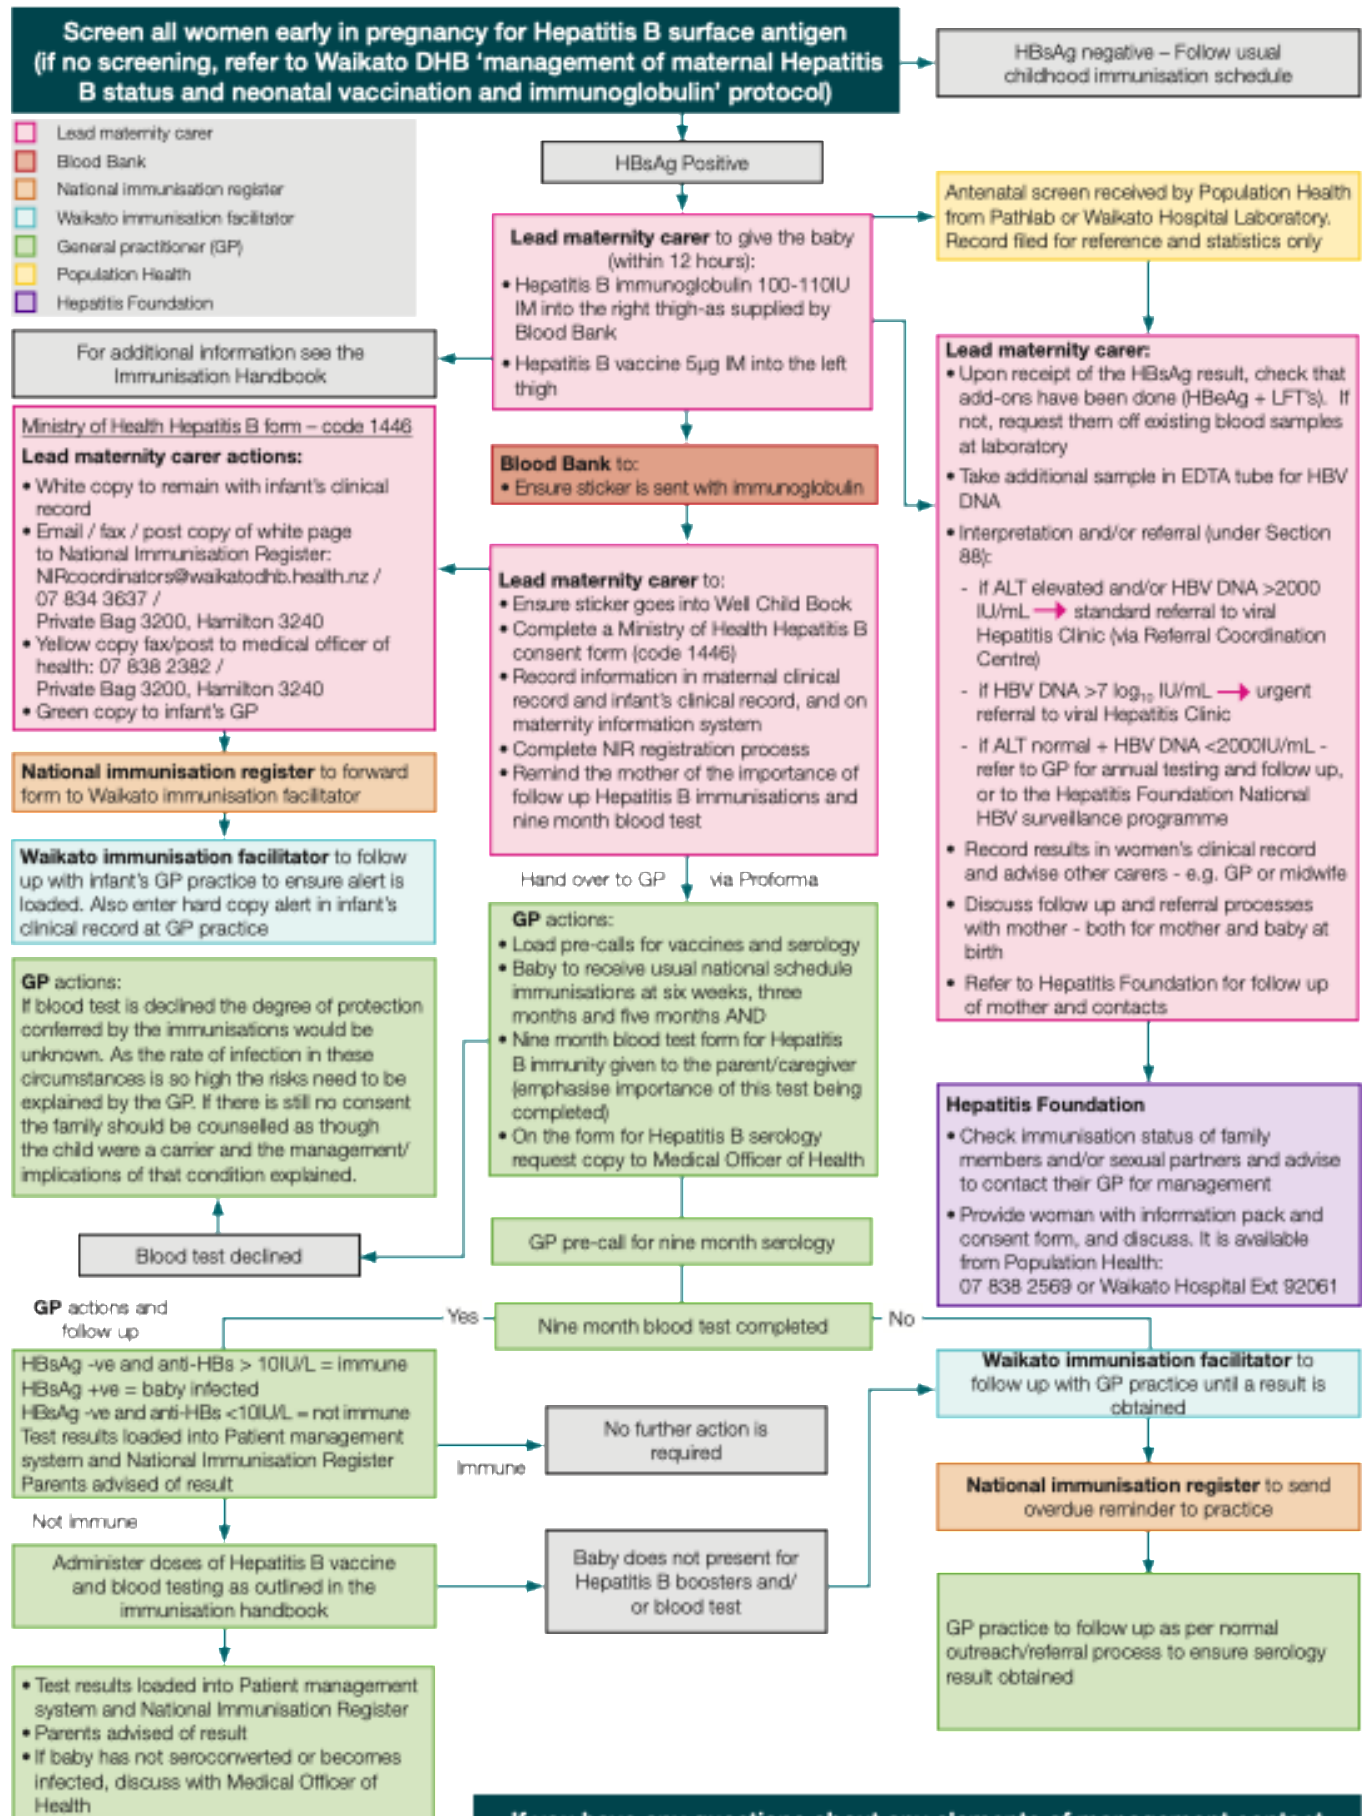 Screen all women early in pregnancy for Hepatitis B surface antigen
(if no screening, refer to Waikato DHB ‘management of maternal Hepatitis
B status and neonatal vaccination and immunoglobulin’ protocol)
HBsAg negative – Follow usual
childhood immunisation schedule
Lead maternity carer
Blood Bank
National immunisation register
Waikato immunisation facilitator
General practitioner (GP)
Population Health
Hepatitis Foundation
HBsAg Positive
Antenatal screen received by Population Health
from Pathlab or Waikato Hospital Laboratory.
Record filed for reference and statistics only
Lead maternity carer to give the baby
(within 12 hours):
• Hepatitis B immunoglobulin 100-110IU
IM into the right thigh-as supplied by
Blood Bank
• Hepatitis B vaccine 5µg IM into the left
thigh
For additional information see the
Immunisation Handbook
Lead maternity carer:
• Upon receipt of the HBsAg result, check that
add-ons have been done (HBeAg + LFT's). If
not, request them off existing blood samples
at laboratory
• Take additional sample in EDTA tube for HBV
DNA
• Interpretation and/or referral (under Section
88):
- If ALT elevated and/or HBV DNA >2000
IU/mL → standard referral to viral
Hepatitis Clinic (via Referral Coordination
Centre)
- If HBV DNA >7 log10 IU/mL → urgent
referral to viral Hepatitis Clinic
- If ALT normal + HBV DNA <2000IU/mL -
refer to GP for annual testing and follow up,
or to the Hepatitis Foundation National
HBV surveillance programme
• Record results in women's clinical record
and advise other carers - e.g. GP or midwife
• Discuss follow up and referral processes
with mother - both for mother and baby at
birth
• Refer to Hepatitis Foundation for follow up
of mother and contacts
Ministry of Health Hepatitis B form – code 1446
Lead maternity carer actions:
• White copy to remain with infant's clinical
record
• Email / fax / post copy of white page
to National Immunisation Register:
NIRcoordinators@waikatodhb.health.nz /
07 834 3637 /
Private Bag 3200, Hamilton 3240
• Yellow copy fax/post to medical officer of
health: 07 838 2382 /
Private Bag 3200, Hamilton 3240
• Green copy to infant's GP
Blood Bank to:
• Ensure sticker is sent with immunoglobulin
Lead maternity carer to:
• Ensure sticker goes into Well Child Book
• Complete a Ministry of Health Hepatitis B
consent form (code 1446)
• Record information in maternal clinical
record and infant's clinical record, and on
maternity information system
• Complete NIR registration process
• Remind the mother of the importance of
follow up Hepatitis B immunisations and
nine month blood test
National immunisation register to forward
form to Waikato immunisation facilitator
Waikato immunisation facilitator to follow
up with infant's GP practice to ensure alert is
loaded. Also enter hard copy alert in infant's
clinical record at GP practice
Hand over to GP via Proforma
GP actions:
• Load pre-calls for vaccines and serology
• Baby to receive usual national schedule
immunisations at six weeks, three
months and five months AND
• Nine month blood test form for Hepatitis
B immunity given to the parent/caregiver
(emphasise importance of this test being
completed)
• On the form for Hepatitis B serology
request copy to Medical Officer of Health
GP actions:
If blood test is declined the degree of protection
conferred by the immunisations would be
unknown. As the rate of infection in these
circumstances is so high the risks need to be
explained by the GP. If there is still no consent
the family should be counselled as though
the child were a carrier and the management/
implications of that condition explained.
Hepatitis Foundation
• Check immunisation status of family
members and/or sexual partners and advise
to contact their GP for management
• Provide woman with information pack and
consent form, and discuss. It is available
from Population Health:
07 838 2569 or Waikato Hospital Ext 92061
Blood test declined
GP pre-call for nine month serology
GP actions and
follow up
Yes
Nine month blood test completed
No
HBsAg -ve and anti-HBs > 10IU/L = immune
HBsAg +ve = baby infected
HBsAg -ve and anti-HBs <10IU/L = not immune
Test results loaded into Patient management
system and National Immunisation Register
Parents advised of result
Immune
No further action is
required
Waikato immunisation facilitator to
follow up with GP practice until a result is
obtained
National immunisation register to send
overdue reminder to practice
Not Immune
Administer doses of Hepatitis B vaccine
and blood testing as outlined in the
immunisation handbook
Baby does not present for
Hepatitis B boosters and/
or blood test
GP practice to follow up as per normal
outreach/referral process to ensure serology
result obtained
• Test results loaded into Patient management
system and National Immunisation Register
• Parents advised of result
• If baby has not seroconverted or becomes
infected, discuss with Medical Officer of
Health